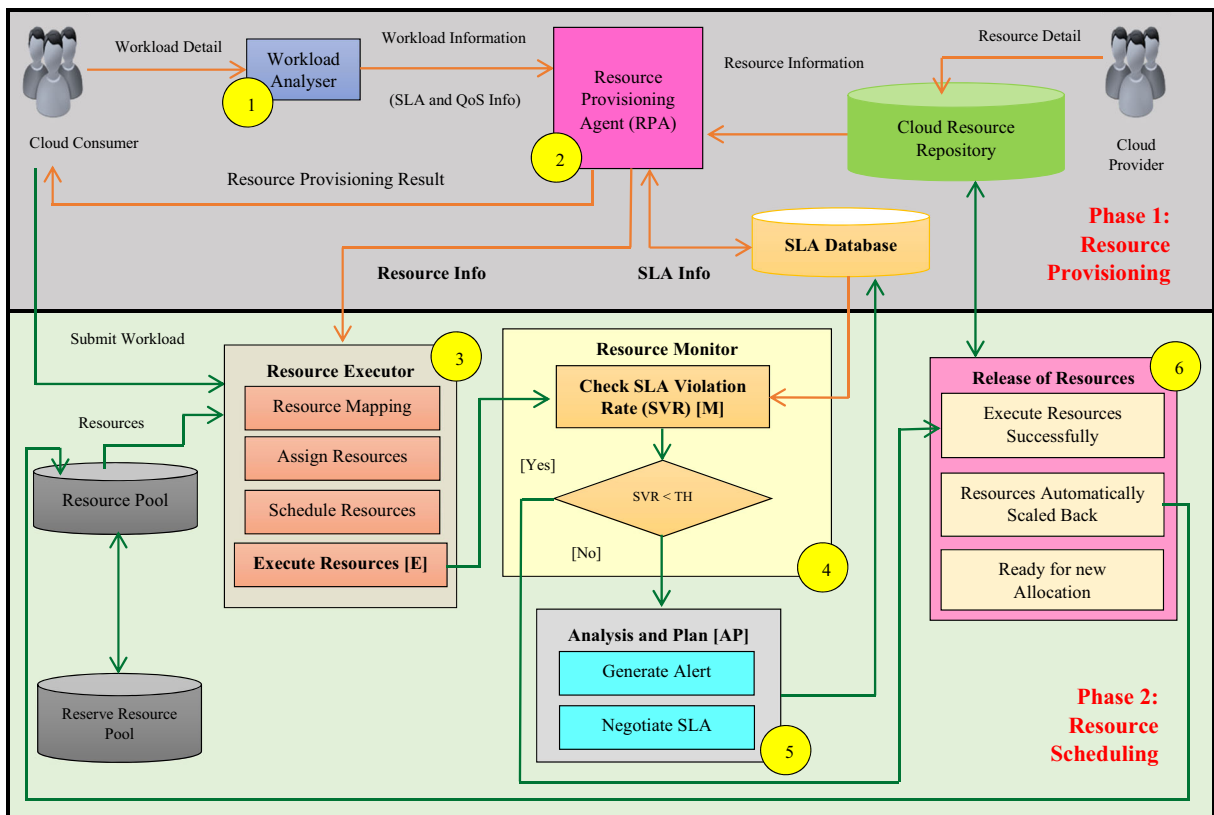 Workload Detail
Workload
Analyser
1
Workload Information
(SLA and QoS Info)
Resource
Provisioning
Agent (RPA)
2
Resource Information
Resource Detail
Cloud Resource
Repository
Cloud Consumer
Cloud
Provider
Resource Provisioning Result
Phase 1:
Resource
Provisioning
SLA Database
Resource Info
SLA Info
Submit Workload
3
Resource Executor
Resource Mapping
Assign Resources
Schedule Resources
Execute Resources [E]
Resources
Resource Pool
Reserve Resource
Pool
Resource Monitor
Check SLA Violation
Rate (SVR) [M]
[Yes]
SVR < TH
[No]
4
Analysis and Plan [AP]
Generate Alert
Negotiate SLA
5
6
Release of Resources
Execute Resources
Successfully
Resources Automatically
Scaled Back
Ready for new
Allocation
Phase 2:
Resource
Scheduling